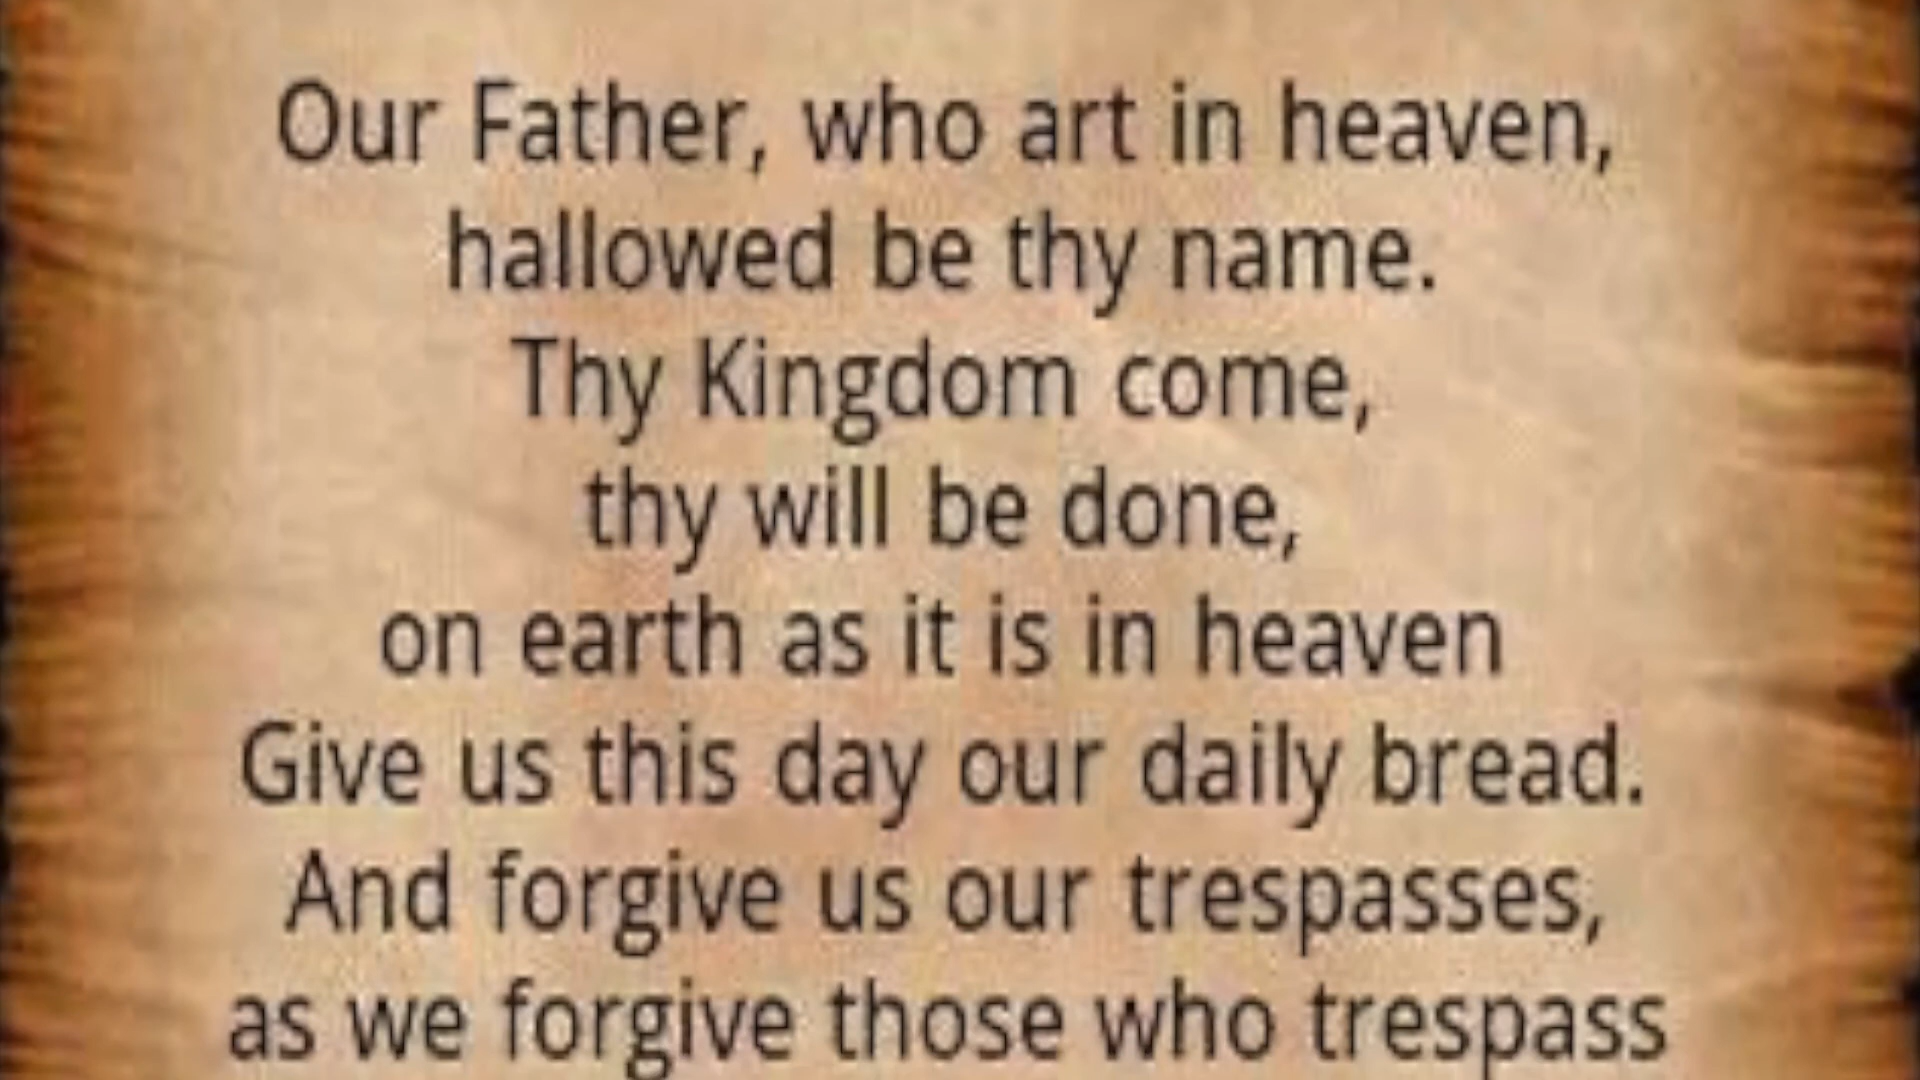 Our Father, who art in heaven,
hallowed be thy name.
Thy Kingdom come,
thy will be done,
on earth as it is in heaven
Give us this day our daily bread.
And forgive us our trespasses,
as we forgive those who trespass